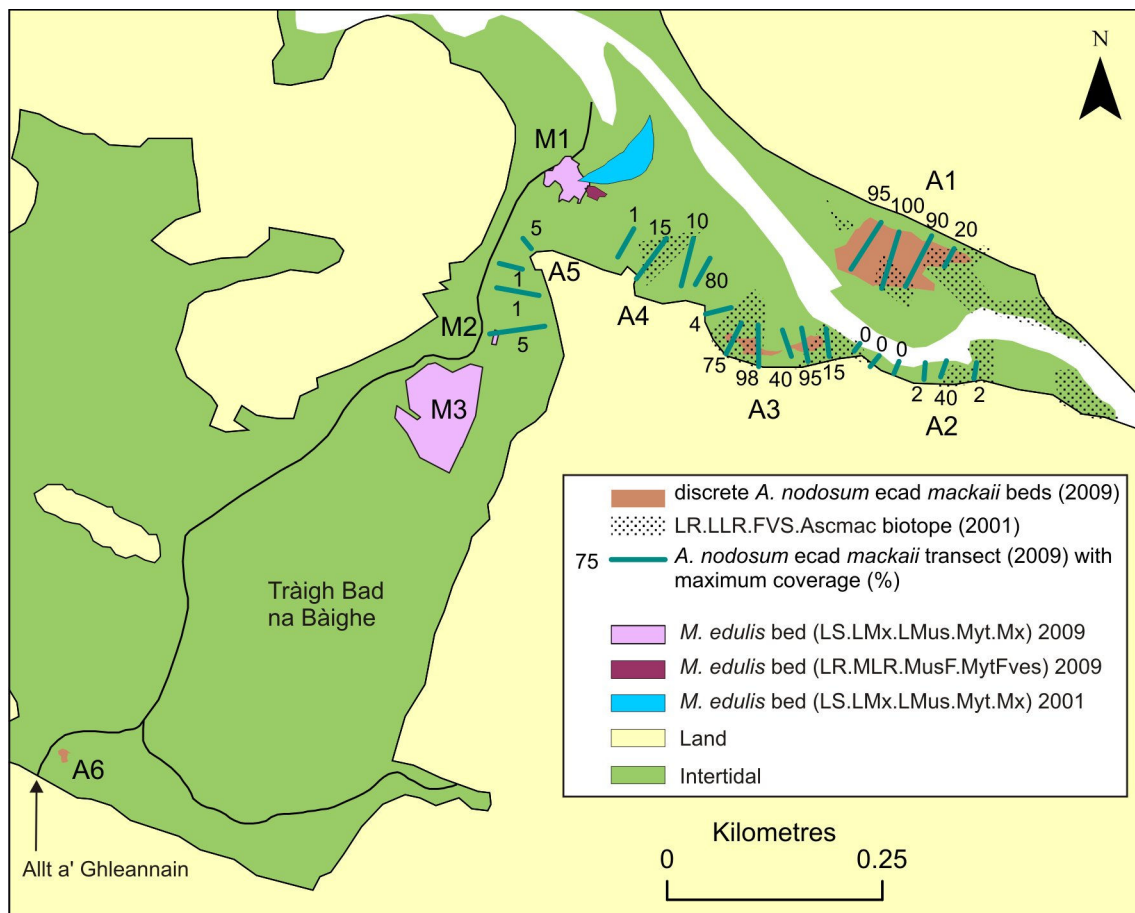 N
M1
A1
95
100
90
20
5
1
15
10
A5
80
1
A4
1
M2
5
4
0
0
0
75
98
40
95
15
A3
2
40
2
A2
M3
discrete A. nodosum ecad mackaii beds (2009)
LR.LLR.FVS.Ascmac biotope (2001)
75
A. nodosum ecad mackaii transect (2009) with
maximum coverage (%)
M. edulis bed (LS.LMx.LMus.Myt.Mx) 2009
M. edulis bed (LR.MLR.MusF.MytFves) 2009
M. edulis bed (LS.LMx.LMus.Myt.Mx) 2001
Land
Intertidal
Tràigh Bad
na Bàighe
A6
Allt a' Ghleannain
Kilometres
0
0.25